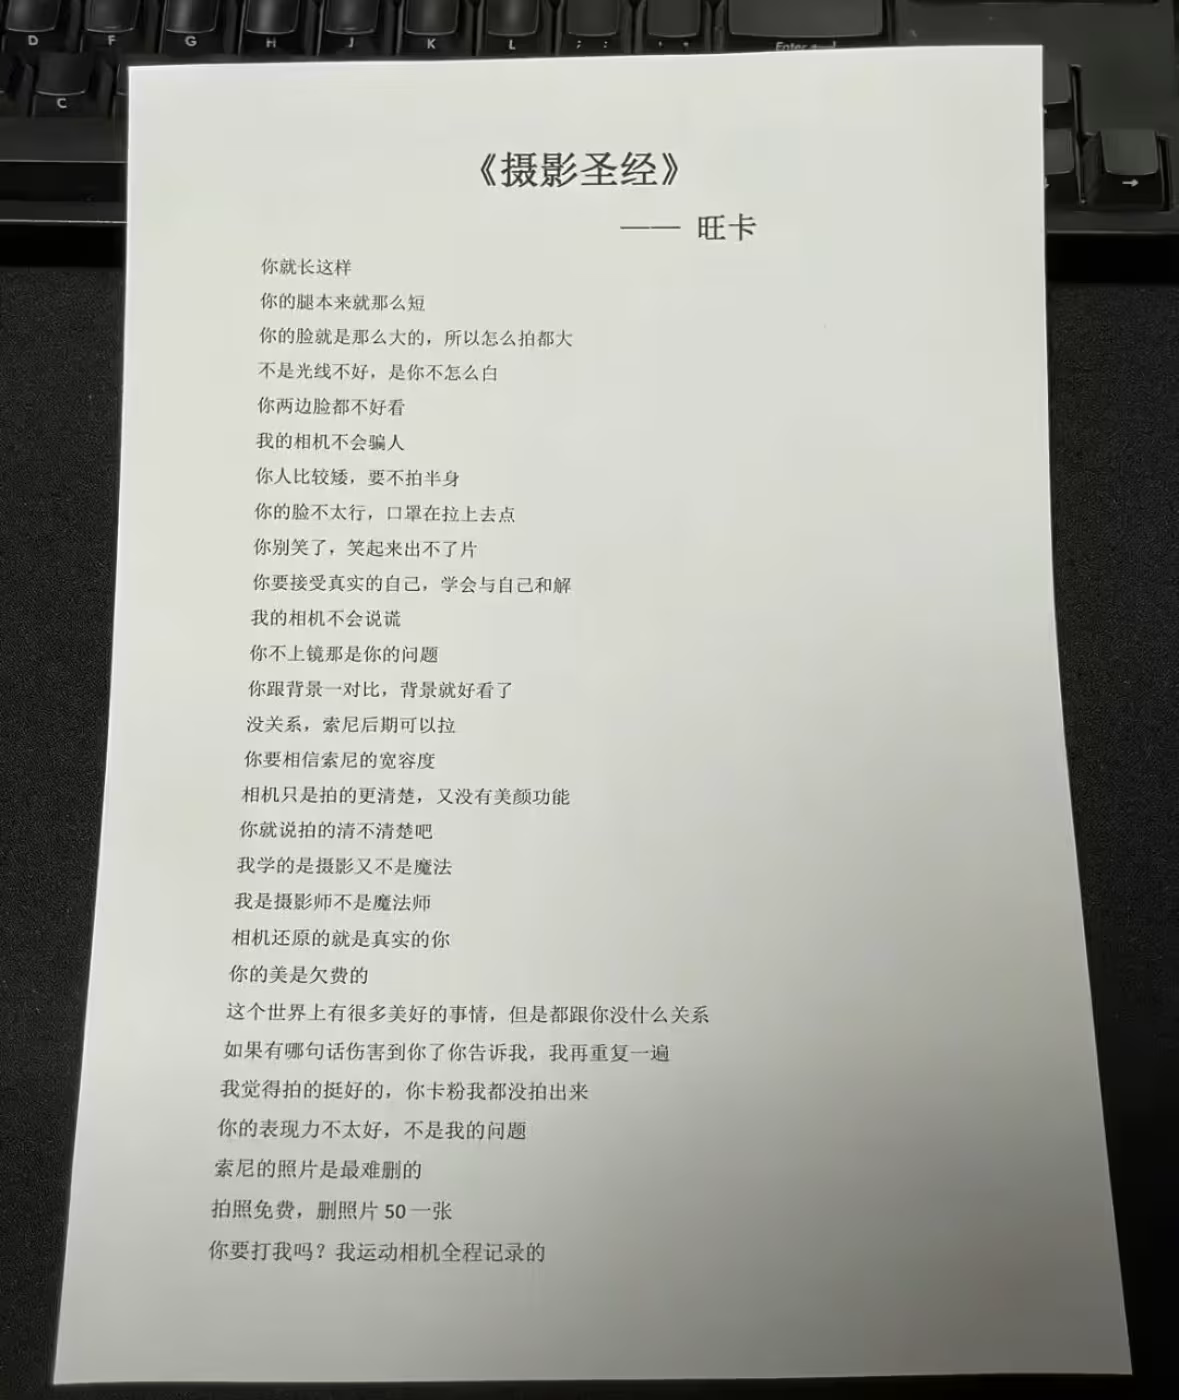 D F G H J K L ; :
Enter
C
→
《摄影圣经》
—— 旺卡
你就长这样
你的腿本来就那么短
你的脸就是那么大的，所以怎么拍都大
不是光线不好，是你不怎么白
你两边脸都不好看
我的相机不会骗人
你人比较矮，要不拍半身
你的脸不太行，口罩在拉上去点
你别笑了，笑起来出不了片
你要接受真实的自己，学会与自己和解
我的相机不会说谎
你不上镜那是你的问题
你跟背景一对比，背景就好看了
没关系，索尼后期可以拉
你要相信索尼的宽容度
相机只是拍的更清楚，又没有美颜功能
你就说拍的清不清楚吧
我学的是摄影又不是魔法
我是摄影师不是魔法师
相机还原的就是真实的你
你的美是欠费的
这个世界上有很多美好的事情，但是都跟你没什么关系
如果有哪句话伤害到你了你告诉我，我再重复一遍
我觉得拍的挺好的，你卡粉我都没拍出来
你的表现力不太好，不是我的问题
索尼的照片是最难删的
拍照免费，删照片 50 一张
你要打我吗？我运动相机全程记录的